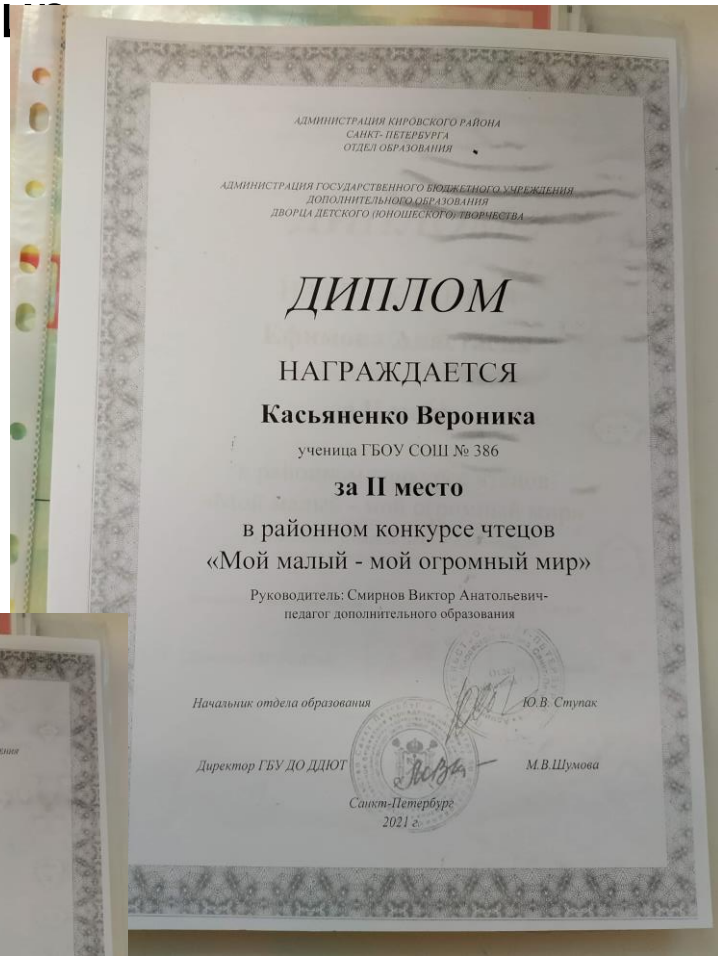 АДМИНИСТРАЦИЯ КИРОВСКОГО РАЙОНА
САНКТ- ПЕТЕРБУРГА
ОТДЕЛ ОБРАЗОВАНИЯ
АДМИНИСТРАЦИЯ ГОСУДАРСТВЕННОГО БЮДЖЕТНОГО УЧРЕЖДЕНИЯ
ДОПОЛНИТЕЛЬНОГО ОБРАЗОВАНИЯ
ДВОРЦА ДЕТСКОГО (ЮНОШЕСКОГО) ТВОРЧЕСТВА
ДИПЛОМ
НАГРАЖДАЕТСЯ
Касьяненко Вероника
ученица ГБОУ СОШ № 386
за II место
в районном конкурсе чтецов
«Мой малый - мой огромный мир»
Руководитель: Смирнов Виктор Анатольевич-
педагог дополнительного образования
Начальник отдела образования Ю.В. Ступак
Директор ГБУ ДО ДДЮТ М.В.Шумова
Санкт-Петербург
2021 г.